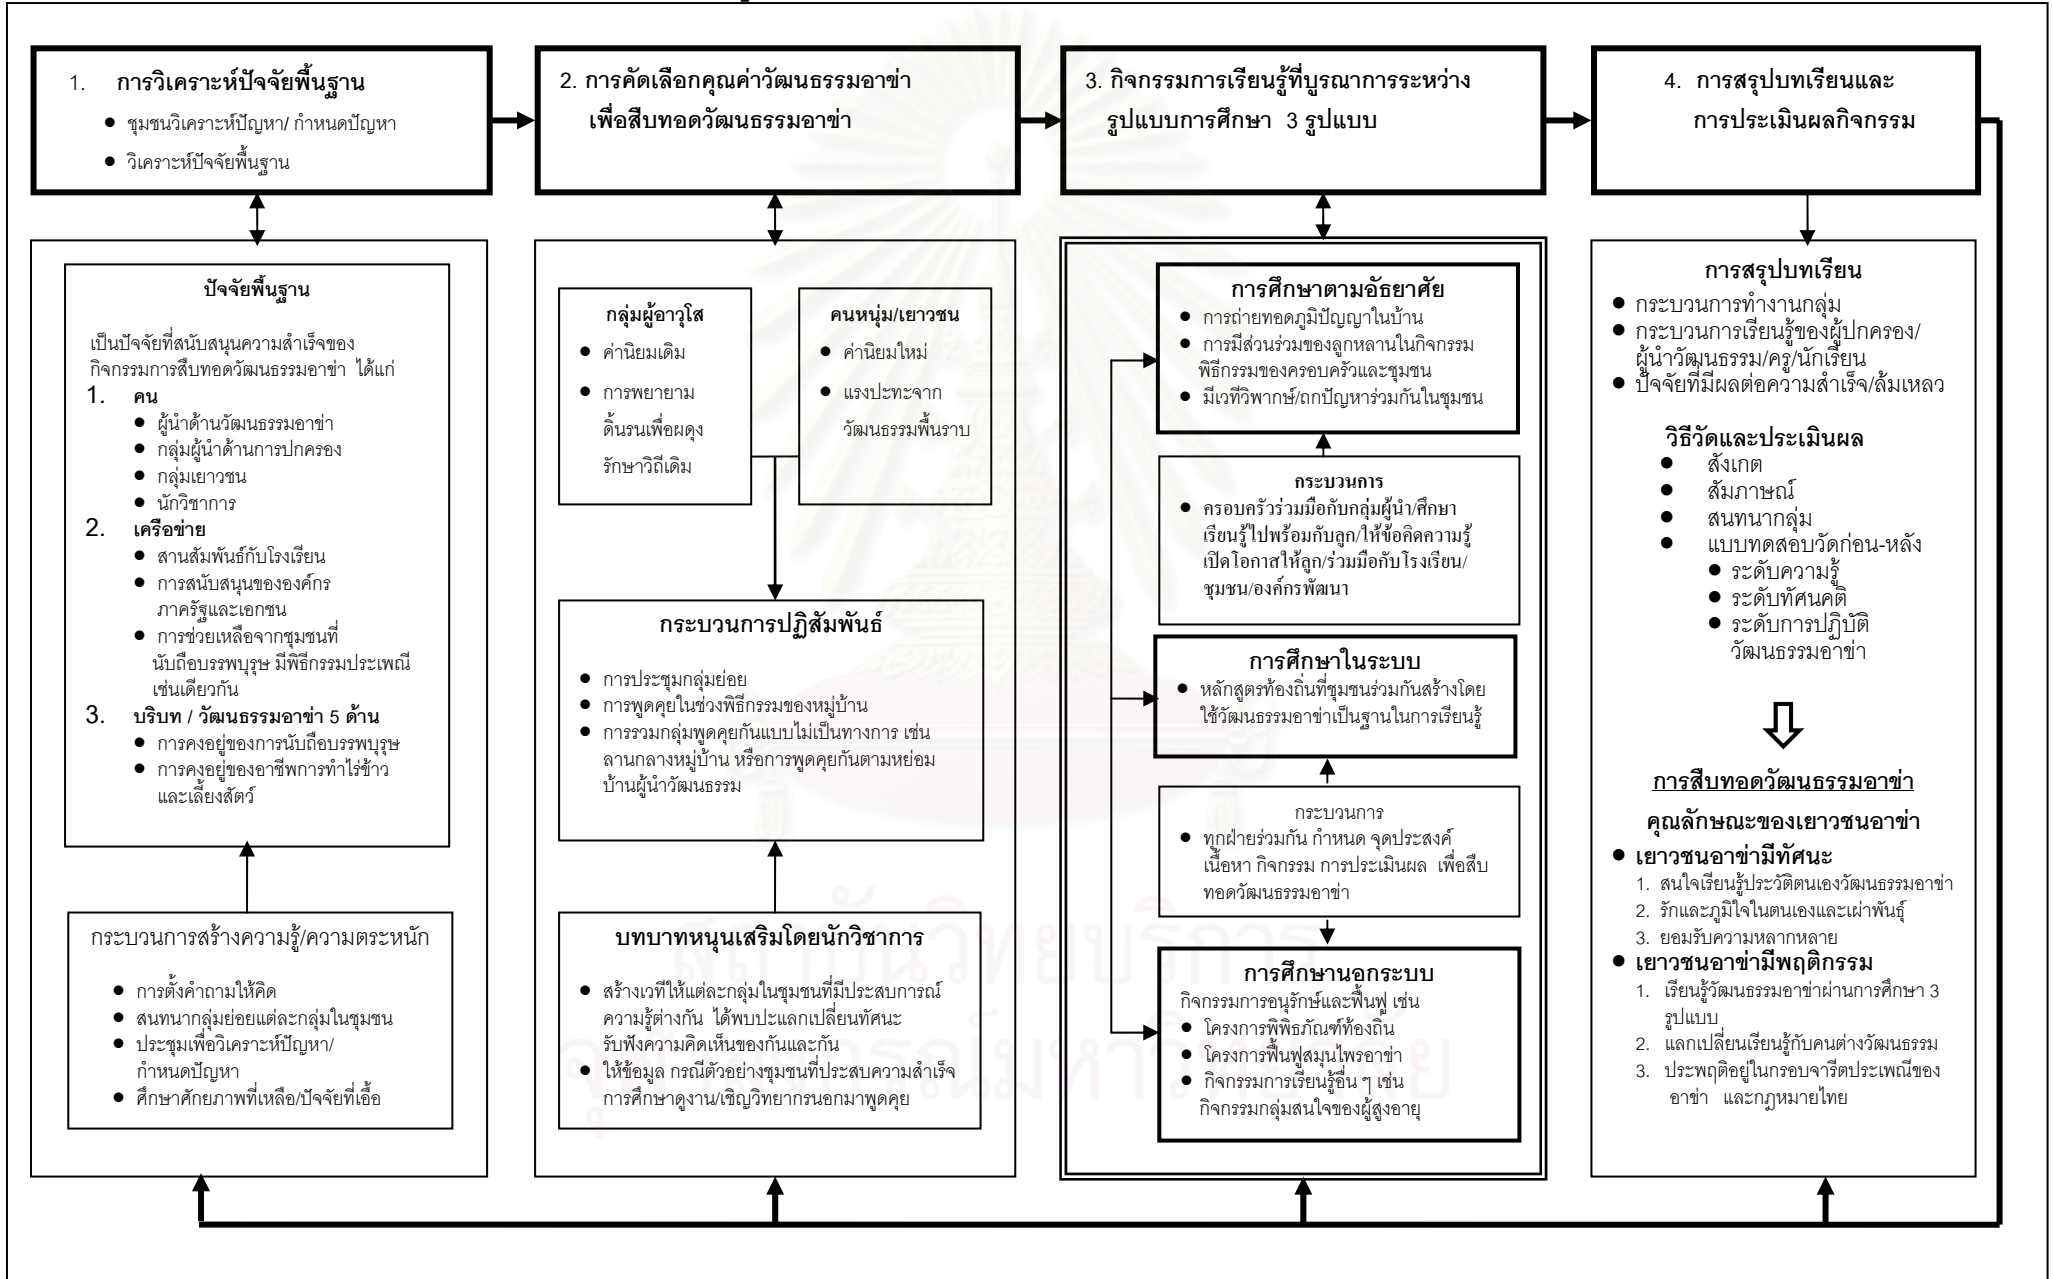 1. การวิเคราะห์ปัจจัยพื้นฐาน
● ชุมชนวิเคราะห์ปัญหา/ กำหนดปัญหา
● วิเคราะห์ปัจจัยพื้นฐาน
2. การคัดเลือกคุณค่าวัฒนธรรมอาข่า
เพื่อสืบทอดวัฒนธรรมอาข่า
3. กิจกรรมการเรียนรู้ที่บูรณาการระหว่าง
รูปแบบการศึกษา 3 รูปแบบ
4. การสรุปบทเรียนและ
การประเมินผลกิจกรรม
ปัจจัยพื้นฐาน
เป็นปัจจัยที่สนับสนุนความสำเร็จของ
กิจกรรมการสืบทอดวัฒนธรรมอาข่า ได้แก่
1. คน
● ผู้นำด้านวัฒนธรรมอาข่า
● กลุ่มผู้นำด้านการปกครอง
● กลุ่มเยาวชน
● นักวิชาการ
2. เครือข่าย
● สานสัมพันธ์กับโรงเรียน
● การสนับสนุนขององค์กร
ภาครัฐและเอกชน
● การช่วยเหลือจากชุมชนที่
นับถือบรรพบุรุษ มีพิธีกรรมประเพณี
เช่นเดียวกัน
3. บริบท / วัฒนธรรมอาข่า 5 ด้าน
● การคงอยู่ของการนับถือบรรพบุรุษ
● การคงอยู่ของอาชีพการทำไร่ข้าว
และเลี้ยงสัตว์
กระบวนการสร้างความรู้/ความตระหนัก
● การตั้งคำถามให้คิด
● สนทนากลุ่มย่อยแต่ละกลุ่มในชุมชน
● ประชุมเพื่อวิเคราะห์ปัญหา/
กำหนดปัญหา
● ศึกษาศักยภาพที่เหลือ/ปัจจัยที่เอื้อ
กลุ่มผู้อาวุโส
● ค่านิยมเดิม
● การพยายาม
ดิ้นรนเพื่อผดุง
รักษาวิถีเดิม
คนหนุ่ม/เยาวชน
● ค่านิยมใหม่
● แรงปะทะจาก
วัฒนธรรมพื้นราบ
กระบวนการปฏิสัมพันธ์
● การประชุมกลุ่มย่อย
● การพูดคุยในช่วงพิธีกรรมของหมู่บ้าน
● การรวมกลุ่มพูดคุยกันแบบไม่เป็นทางการ เช่น
ลานกลางหมู่บ้าน หรือการพูดคุยกันตามหย่อม
บ้านผู้นำวัฒนธรรม
บทบาทหนุนเสริมโดยนักวิชาการ
● สร้างเวทีให้แต่ละกลุ่มในชุมชนที่มีประสบการณ์
ความรู้ต่างกัน ได้พบปะแลกเปลี่ยนทัศนะ
รับฟังความคิดเห็นของกันและกัน
● ให้ข้อมูล กรณีตัวอย่างชุมชนที่ประสบความสำเร็จ
การศึกษาดูงาน/เชิญวิทยากรนอกมาพูดคุย
การศึกษาตามอัธยาศัย
● การถ่ายทอดภูมิปัญญาในบ้าน
● การมีส่วนร่วมของลูกหลานในกิจกรรม
พิธีกรรมของครอบครัวและชุมชน
● มีเวทีวิพากษ์/ถกปัญหาร่วมกันในชุมชน
กระบวนการ
● ครอบครัวร่วมมือกับกลุ่มผู้นำ/ศึกษา
เรียนรู้ไปพร้อมกับลูก/ให้ข้อคิดความรู้
เปิดโอกาสให้ลูก/ร่วมมือกับโรงเรียน/
ชุมชน/องค์กรพัฒนา
การศึกษาในระบบ
● หลักสูตรท้องถิ่นที่ชุมชนร่วมกันสร้างโดย
ใช้วัฒนธรรมอาข่าเป็นฐานในการเรียนรู้
กระบวนการ
● ทุกฝ่ายร่วมกัน กำหนด จุดประสงค์
เนื้อหา กิจกรรม การประเมินผล เพื่อสืบ
ทอดวัฒนธรรมอาข่า
การศึกษานอกระบบ
กิจกรรมการอนุรักษ์และฟื้นฟู เช่น
● โครงการพิพิธภัณฑ์ท้องถิ่น
● โครงการฟื้นฟูสมุนไพรอาข่า
● กิจกรรมการเรียนรู้อื่น ๆ เช่น
กิจกรรมกลุ่มสนใจของผู้สูงอายุ
การสรุปบทเรียน
● กระบวนการทำงานกลุ่ม
● กระบวนการเรียนรู้ของผู้ปกครอง/
ผู้นำวัฒนธรรม/ครู/นักเรียน
● ปัจจัยที่มีผลต่อความสำเร็จ/ล้มเหลว
วิธีวัดและประเมินผล
● สังเกต
● สัมภาษณ์
● สนทนากลุ่ม
● แบบทดสอบวัดก่อน-หลัง
● ระดับความรู้
● ระดับทัศนคติ
● ระดับการปฏิบัติ
วัฒนธรรมอาข่า
การสืบทอดวัฒนธรรมอาข่า
คุณลักษณะของเยาวชนอาข่า
● เยาวชนอาข่ามีทัศนะ
1. สนใจเรียนรู้ประวัติตนเองวัฒนธรรมอาข่า
2. รักและภูมิใจในตนเองและเผ่าพันธุ์
3. ยอมรับความหลากหลาย
● เยาวชนอาข่ามีพฤติกรรม
1. เรียนรู้วัฒนธรรมอาข่าผ่านการศึกษา 3
รูปแบบ
2. แลกเปลี่ยนเรียนรู้กับคนต่างวัฒนธรรม
3. ประพฤติอยู่ในกรอบจารีตประเพณีของ
อาข่า และกฎหมายไทย
สถาบันวิทยบริการ
จุฬาลงกรณ์มหาวิทยาลัย